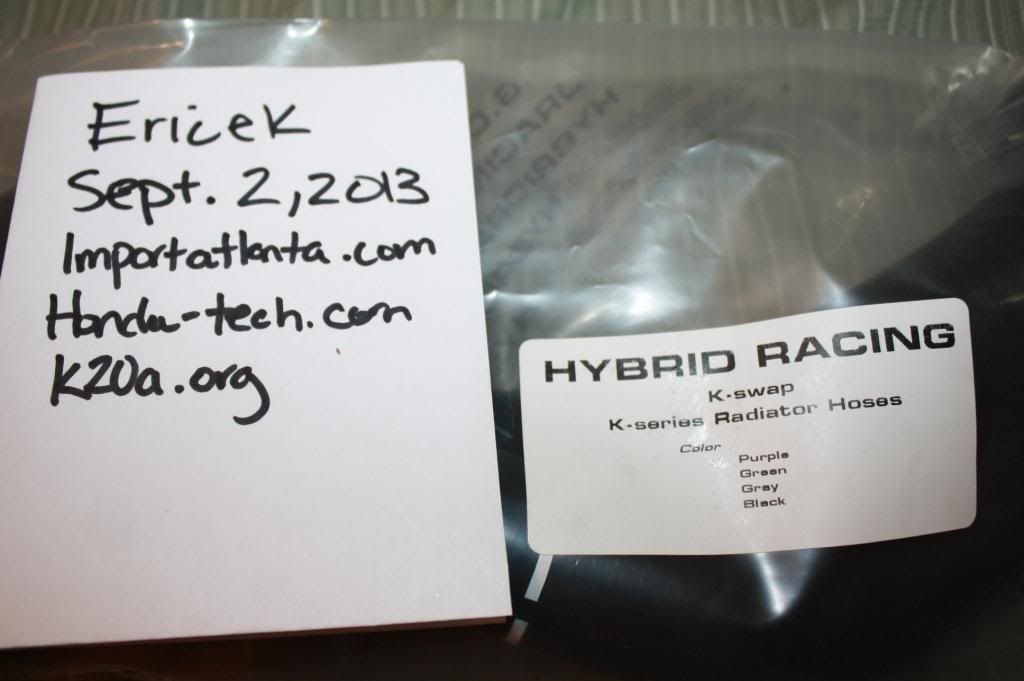 EriceK
Sept. 2, 2013
Importatlanta.com
Honda-tech.com
K20a.org
HYBRID RACING
K-swap
K-series Radiator Hoses
Color
Purple
Green
Gray
Black